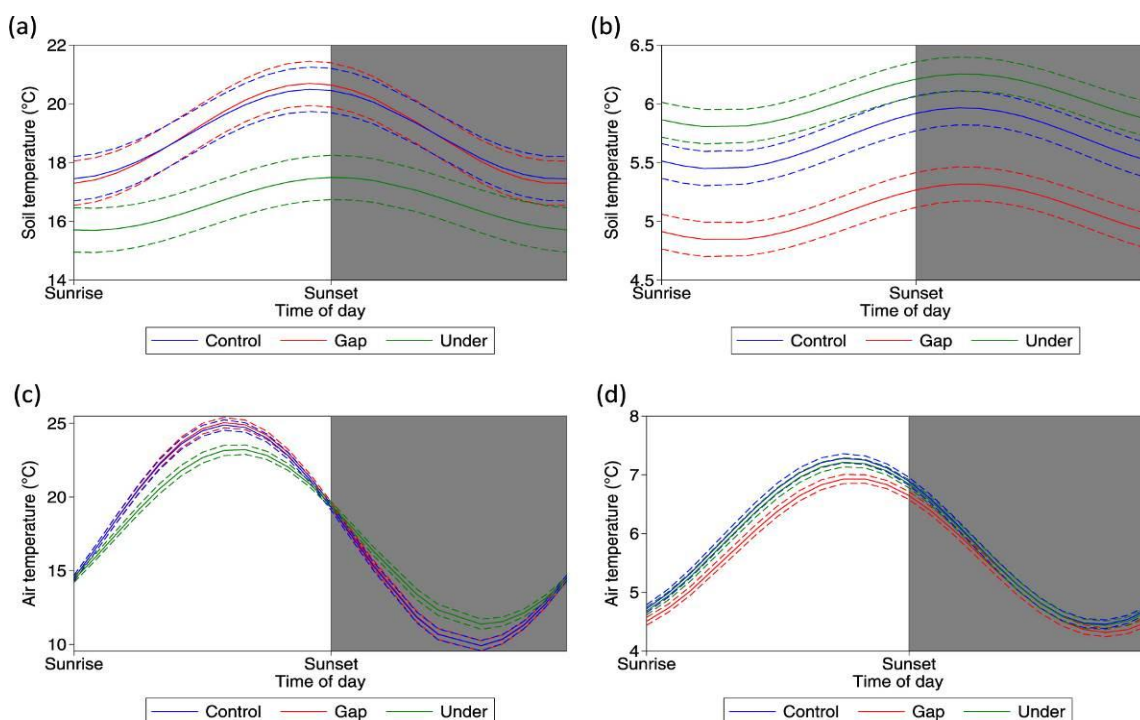 (a)
22
20
18
16
14
Soil temperature (°C)
Sunrise
Sunset
Time of day
Control Gap Under
(b)
6.5
6
5.5
5
4.5
Soil temperature (°C)
Sunrise
Sunset
Time of day
Control Gap Under
(c)
25
20
15
10
Air temperature (°C)
Sunrise
Sunset
Time of day
Control Gap Under
(d)
8
7
6
5
4
Air temperature (°C)
Sunrise
Sunset
Time of day
Control Gap Under